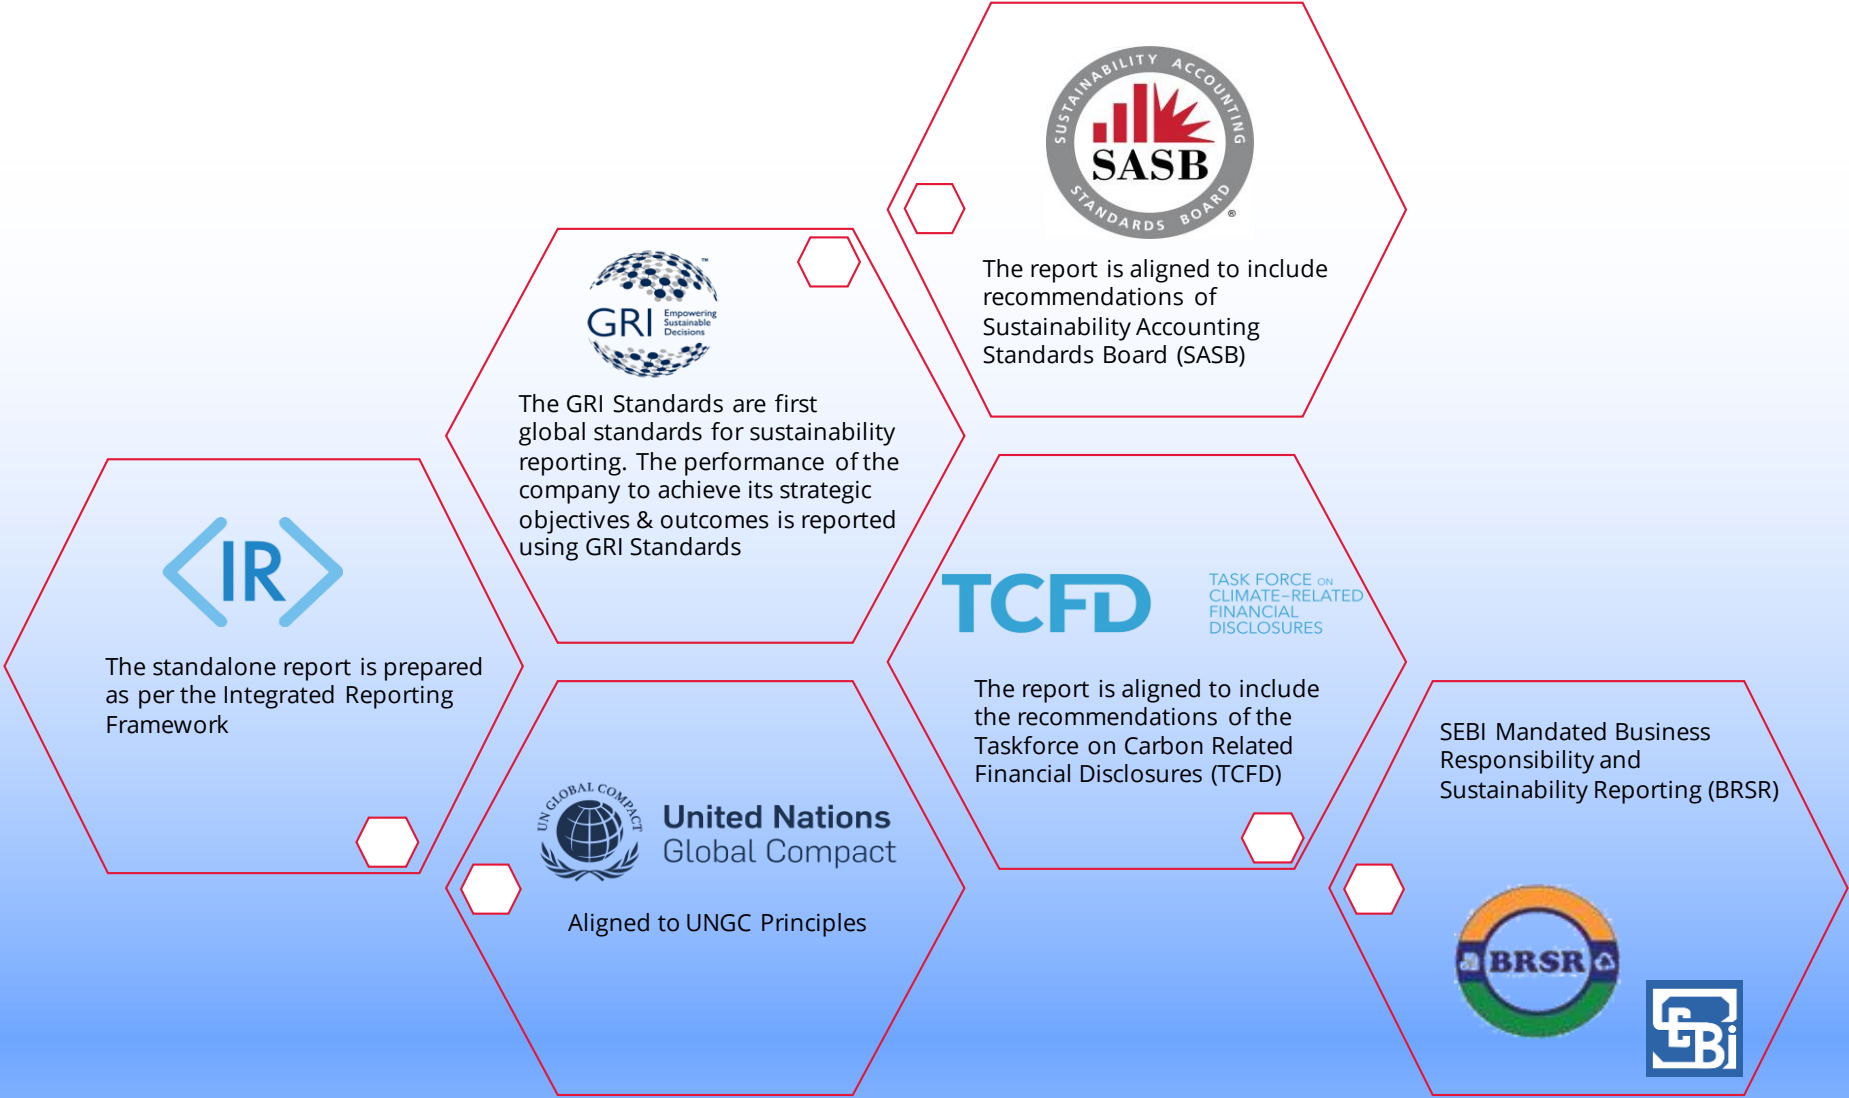 SUSTAINABILITY ACCOUNTING
STANDARDS BOARD
SASB
®
The report is aligned to include
recommendations of
Sustainability Accounting
Standards Board (SASB)
™
GRI
Empowering
Sustainable
Decisions
The GRI Standards are first
global standards for sustainability
reporting. The performance of the
company to achieve its strategic
objectives & outcomes is reported
using GRI Standards
IR
The standalone report is prepared
as per the Integrated Reporting
Framework
TCFD
TASK FORCE ON
CLIMATE-RELATED
FINANCIAL
DISCLOSURES
The report is aligned to include
the recommendations of the
Taskforce on Carbon Related
Financial Disclosures (TCFD)
UN GLOBAL COMPACT
United Nations
Global Compact
Aligned to UNGC Principles
SEBI Mandated Business
Responsibility and
Sustainability Reporting (BRSR)
BRSR
SEBi